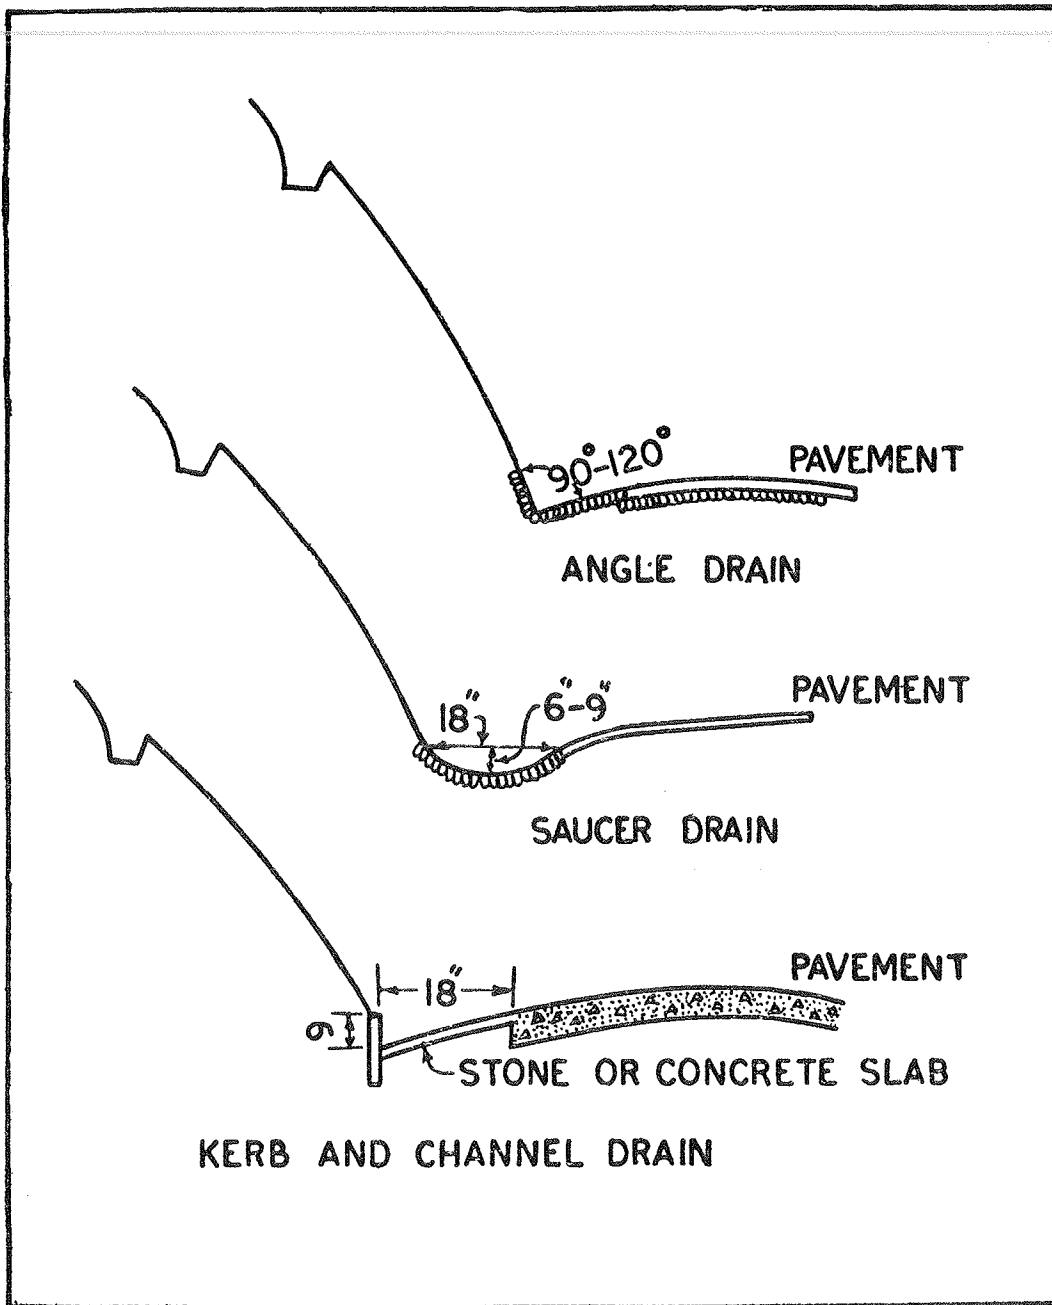 90°-120°
PAVEMENT
ANGLE DRAIN
18"
6"-9"
PAVEMENT
SAUCER DRAIN
PAVEMENT
18"
9
STONE OR CONCRETE SLAB
KERB AND CHANNEL DRAIN